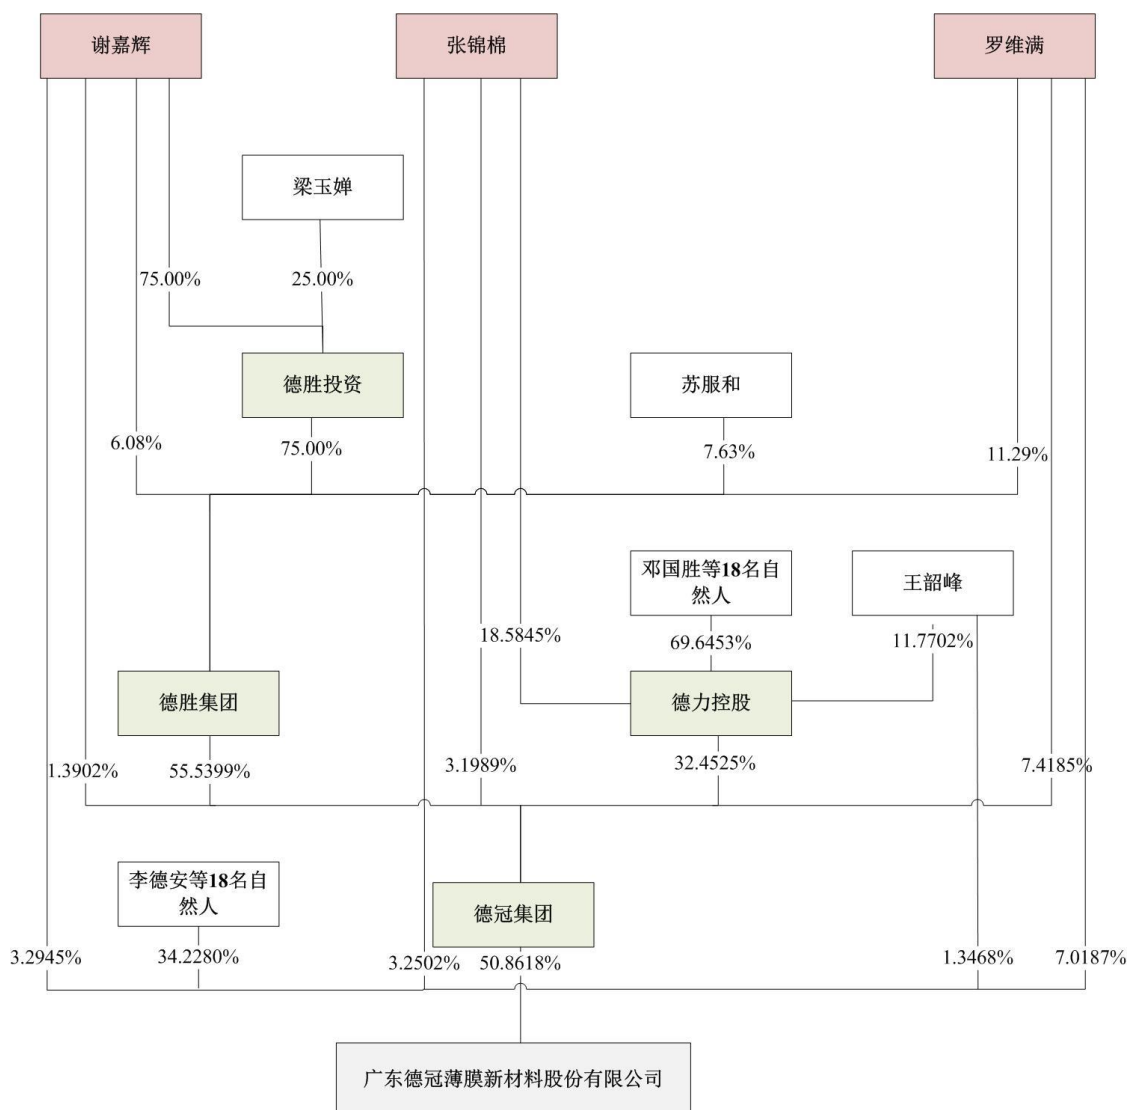 谢嘉辉
张锦棉
罗维满
梁玉婵
75.00%
25.00%
德胜投资
苏服和
6.08%
75.00%
7.63%
11.29%
邓国胜等18名自
然人
王韶峰
18.5845%
69.6453%
11.7702%
德胜集团
德力控股
1.3902%
55.5399%
3.1989%
32.4525%
7.4185%
李德安等18名自
然人
德冠集团
3.2945%
34.2280%
3.2502%
50.8618%
1.3468%
7.0187%
广东德冠薄膜新材料股份有限公司